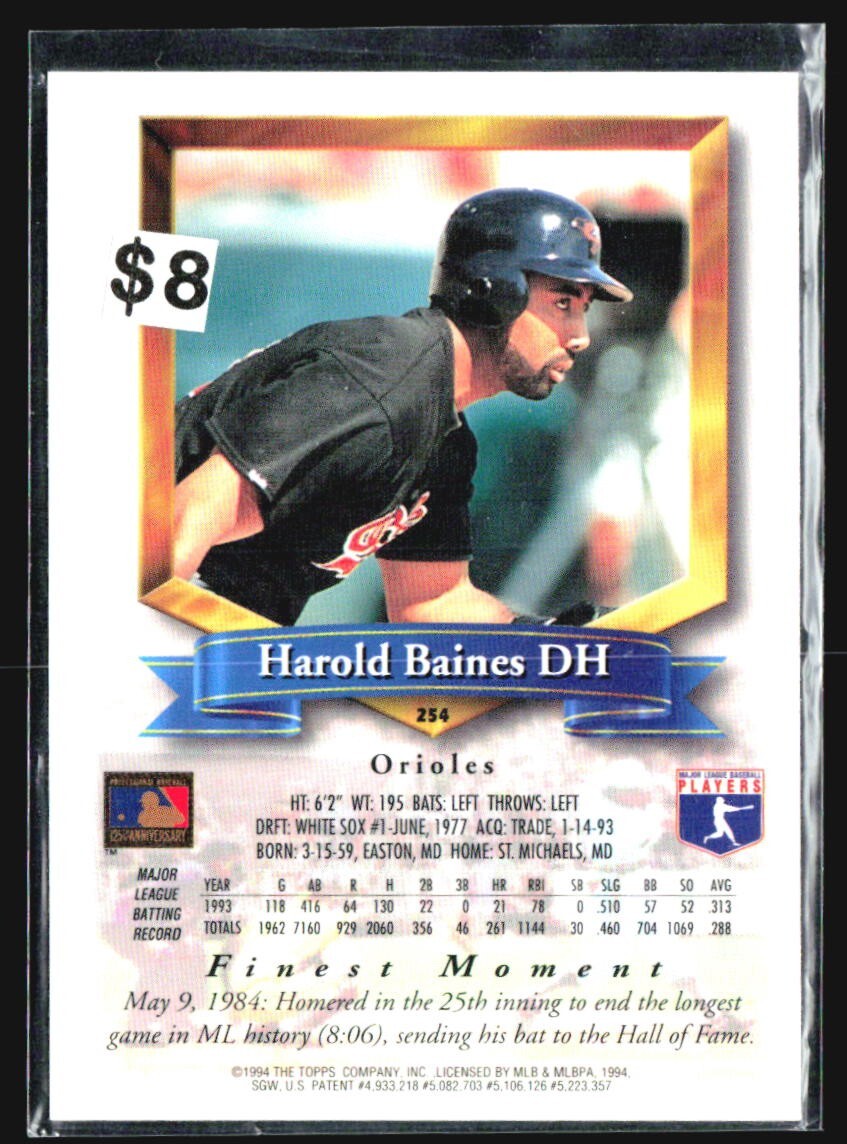 $8
Orioles
Harold Baines DH
254
Orioles
PROFESSIONAL BASEBALL
125th ANNIVERSARY
TM
MAJOR LEAGUE BASEBALL
PLAYERS
HT: 6'2" WT: 195 BATS: LEFT THROWS: LEFT
DRFT: WHITE SOX #1-JUNE, 1977 ACQ: TRADE, 1-14-93
BORN: 3-15-59, EASTON, MD HOME: ST. MICHAELS, MD
MAJOR
LEAGUE
BATTING
RECORD
YEAR G AB R H 2B 3B HR RBI SB SLG BB SO AVG
1993 118 416 64 130 22 0 21 78 0 .510 57 52 .313
TOTALS 1962 7160 929 2060 356 46 261 1144 30 .460 704 1069 .288
Finest Moment
May 9, 1984: Homered in the 25th inning to end the longest
game in ML history (8:06), sending his bat to the Hall of Fame.
©1994 THE TOPPS COMPANY, INC .,LICENSED BY MLB & MLBPA, 1994,
SGW, U.S PATENT #4,933,218 #5.082.703 #5,106,126 #5,223,357